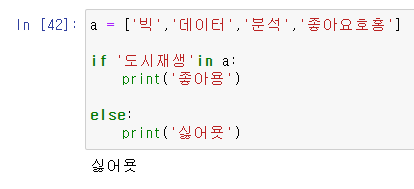 In [42]: a = ['빅','데이터','분석','좋아요호홍']
if '도시재생'in a:
print('좋아용')
else:
print('싫어욧')
싫어욧